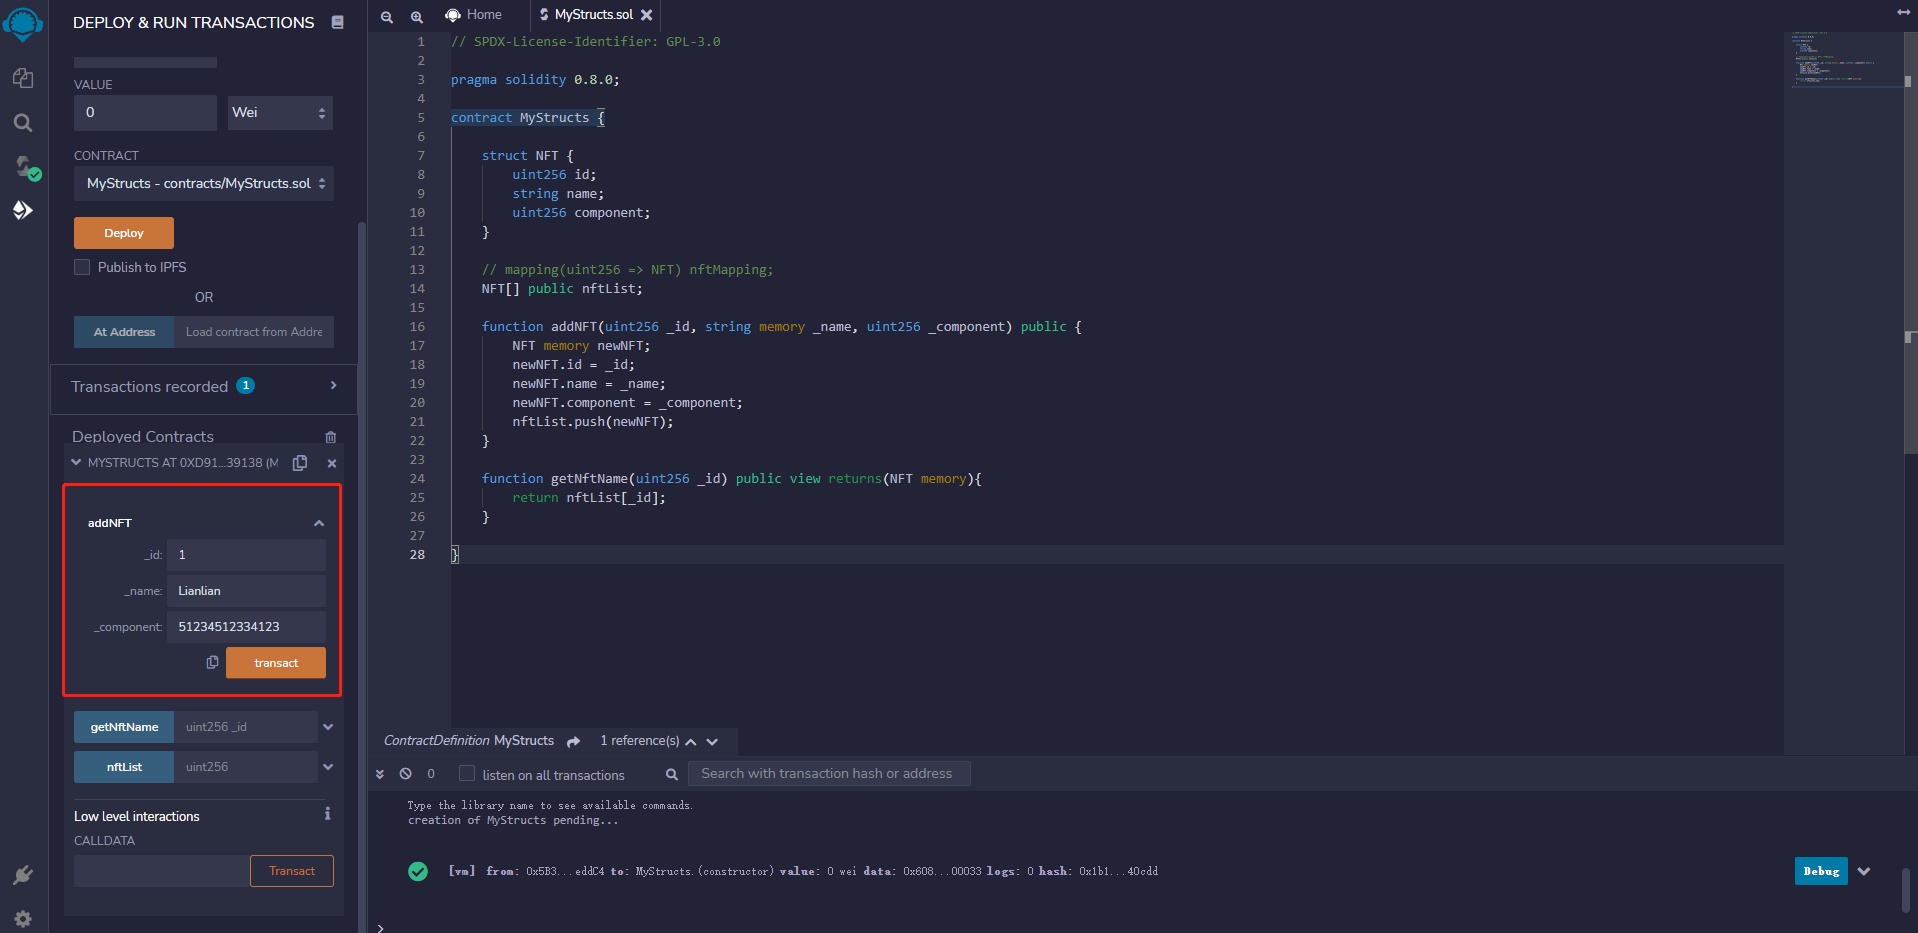 DEPLOY & RUN TRANSACTIONS
VALUE
0
Wei
CONTRACT
MyStructs - contracts/MyStructs.sol
Deploy
Publish to IPFS
OR
At Address
Load contract from Addre
Transactions recorded 1
Deployed Contracts
MYSTRUCTS AT 0XD91...39138 (M
addNFT
_id: 1
_name: Lianlian
_component: 51234512334123
transact
getNftName uint256 _id
nftList uint256
Low level interactions
CALLDATA
Transact
Home
MyStructs.sol
1 // SPDX-License-Identifier: GPL-3.0
2
3 pragma solidity 0.8.0;
4
5 contract MyStructs {
6
7 struct NFT {
8 uint256 id;
9 string name;
10 uint256 component;
11 }
12
13 // mapping(uint256 => NFT) nftMapping;
14 NFT[] public nftList;
15
16 function addNFT(uint256 _id, string memory _name, uint256 _component) public {
17 NFT memory newNFT;
18 newNFT.id = _id;
19 newNFT.name = _name;
20 newNFT.component = _component;
21 nftList.push(newNFT);
22 }
23
24 function getNftName(uint256 _id) public view returns(NFT memory){
25 return nftList[_id];
26 }
27
28 }
ContractDefinition MyStructs 1 reference(s)
0 listen on all transactions
Search with transaction hash or address
Type the library name to see available commands.
creation of MyStructs pending...
[vm] from: 0x5B3...eddC4 to: MyStructs.(constructor) value: 0 wei data: 0x608...00033 logs: 0 hash: 0x1b1...40cdd
Debug
>